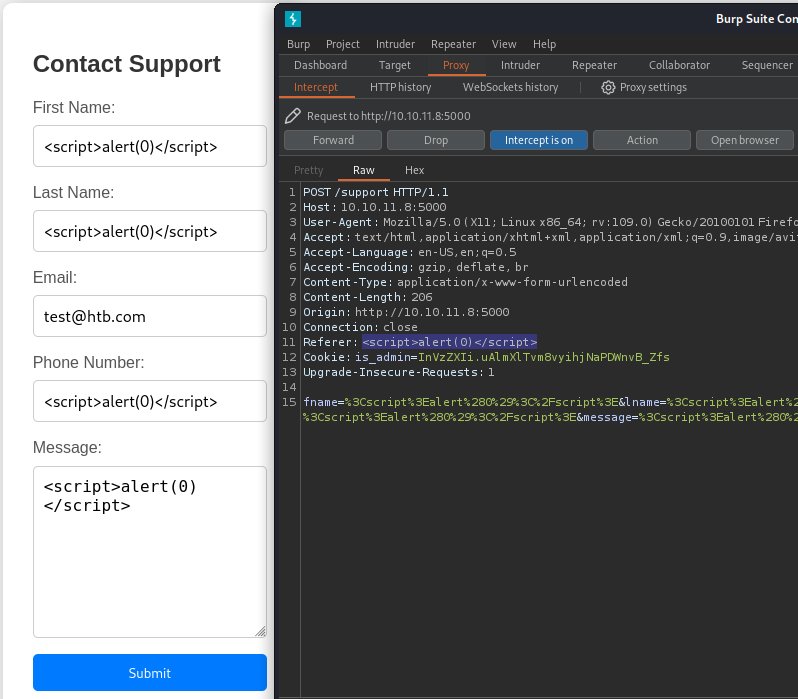 Contact Support
First Name:
<script>alert(0)</script>
Last Name:
<script>alert(0)</script>
Email:
test@htb.com
Phone Number:
<script>alert(0)</script>
Message:
<script>alert(0)
</script>
Submit
Burp Suite Con
Burp Project Intruder Repeater View Help
Dashboard Target Proxy Intruder Repeater Collaborator Sequencer
Intercept HTTP history WebSockets history Proxy settings
Request to http://10.10.11.8:5000
Forward Drop Intercept is on Action Open browser
Pretty Raw Hex
1 POST /support HTTP/1.1
2 Host: 10.10.11.8:5000
3 User-Agent: Mozilla/5.0 (X11; Linux x86_64; rv:109.0) Gecko/20100101 Firefo
4 Accept: text/html,application/xhtml+xml,application/xml;q=0.9,image/avi
5 Accept-Language: en-US,en;q=0.5
6 Accept-Encoding: gzip, deflate, br
7 Content-Type: application/x-www-form-urlencoded
8 Content-Length: 206
9 Origin: http://10.10.11.8:5000
10 Connection: close
11 Referer: <script>alert(0)</script>
12 Cookie: is_admin=InVzZXIi.uAlmXlTvm8vyihjNaPDWnvB_Zfs
13 Upgrade-Insecure-Requests: 1
14
15 fname=%3Cscript%3Ealert%280%29%3C%2Fscript%3E&lname=%3Cscript%3Ealert%2
%3Cscript%3Ealert%280%29%3C%2Fscript%3E&message=%3Cscript%3Ealert%280%2